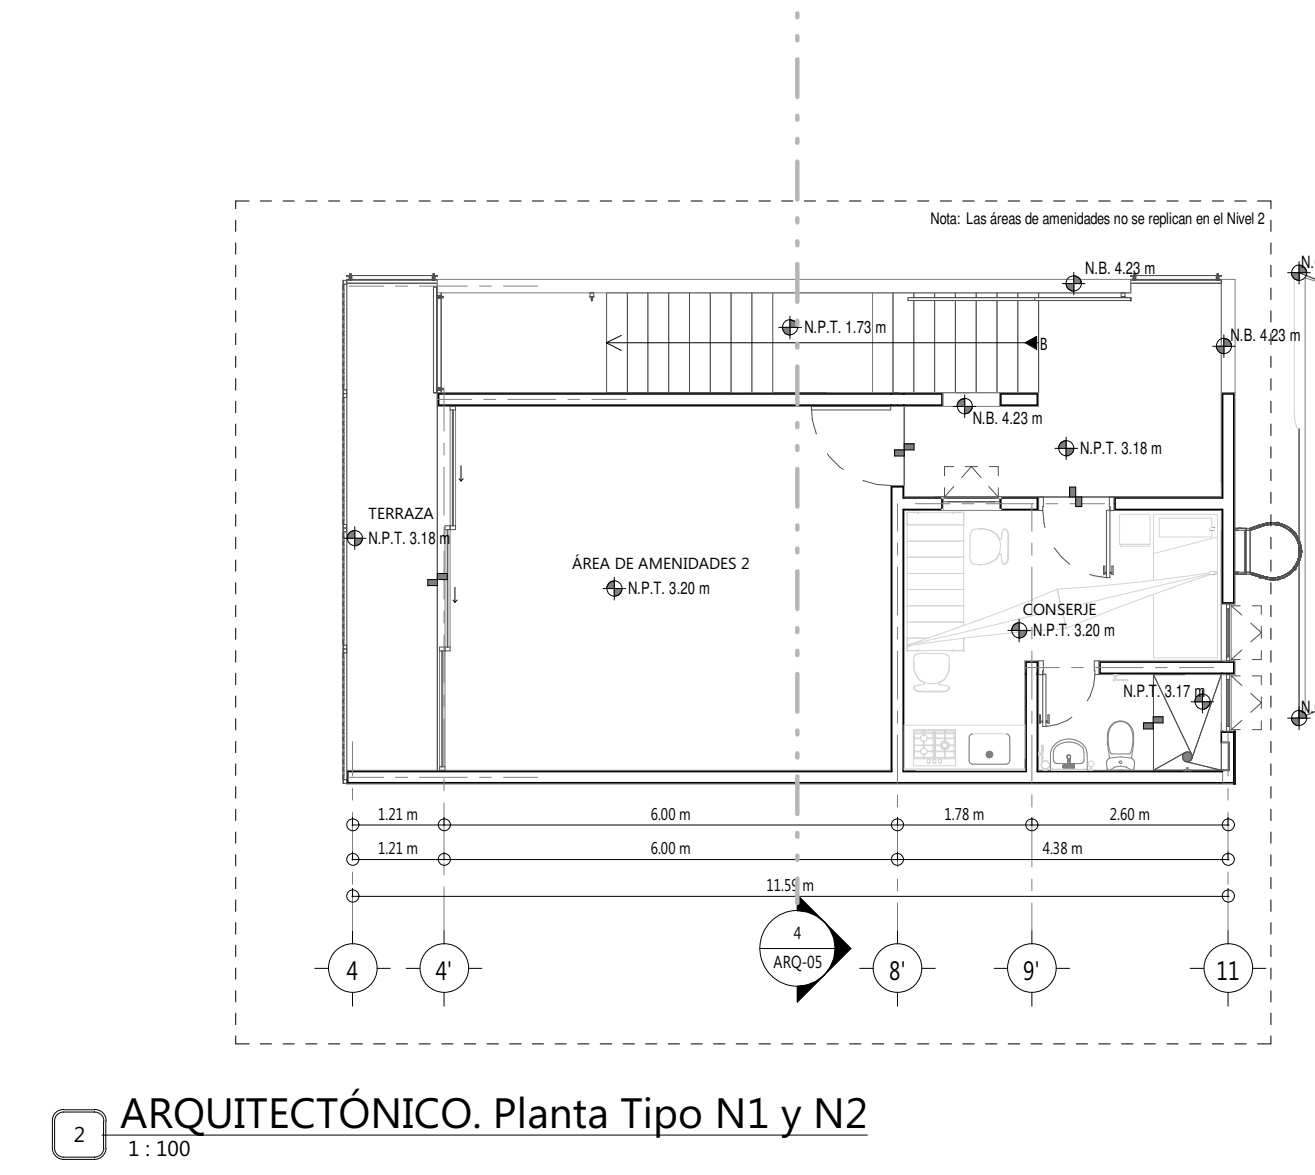 Nota: Las áreas de amenidades no se replican en el Nivel 2
N.B. 4.23 m
N.P.T. 1.73 m
B
N.B. 4.23 m
N.B. 4.23 m
N.P.T. 3.18 m
TERRAZA
N.P.T. 3.18 m
ÁREA DE AMENIDADES 2
N.P.T. 3.20 m
CONSERJE
N.P.T. 3.20 m
N.P.T. 3.17 m
1.21 m 6.00 m 1.78 m 2.60 m
1.21 m 6.00 m 4.38 m
11.59 m
4
ARQ-05
4 4' 8' 9' 11
2
ARQUITECTÓNICO. Planta Tipo N1 y N2
1 : 100